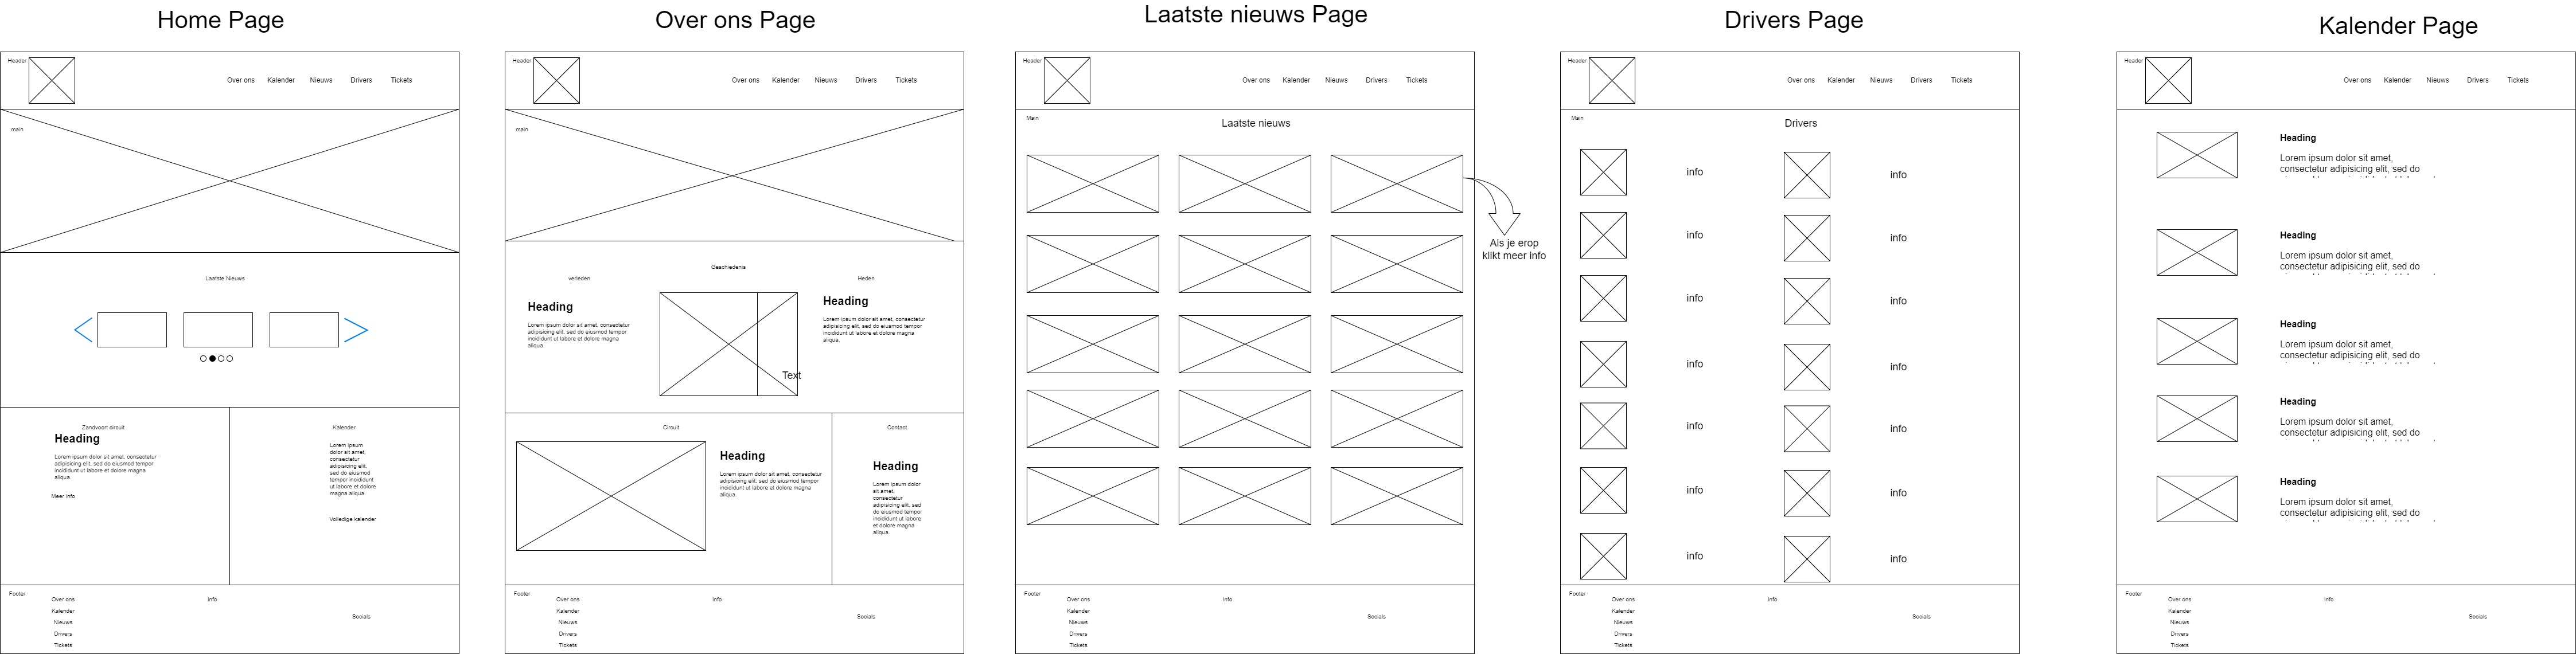 Home Page
Header
Over ons Kalender Nieuws Drivers Tickets
main
Laatste Nieuws
Zandvoort circuit
Heading
Lorem ipsum dolor sit amet, consectetur
adipisicing elit, sed do eiusmod tempor
incididunt ut labore et dolore magna
aliqua.
Meer info
Kalender
Lorem ipsum
dolor sit amet,
consectetur
adipisicing elit,
sed do eiusmod
tempor incididunt
ut labore et dolore
magna aliqua.
Volledige kalender
Footer
Over ons
Kalender
Nieuws
Drivers
Tickets
Info
Socials
Over ons Page
Header
Over ons Kalender Nieuws Drivers Tickets
main
Geschiedenis
verleden
Heading
Lorem ipsum dolor sit amet, consectetur
adipisicing elit, sed do eiusmod tempor
incididunt ut labore et dolore magna
aliqua.
Text
Heden
Heading
Lorem ipsum dolor sit amet, consectetur
adipisicing elit, sed do eiusmod tempor
incididunt ut labore et dolore magna
aliqua.
Circuit
Heading
Lorem ipsum dolor sit amet, consectetur
adipisicing elit, sed do eiusmod tempor
incididunt ut labore et dolore magna
aliqua.
Contact
Heading
Lorem ipsum dolor
sit amet,
consectetur
adipisicing elit, sed
do eiusmod tempor
incididunt ut labore
et dolore magna
aliqua.
Footer
Over ons
Kalender
Nieuws
Drivers
Tickets
Info
Socials
Laatste nieuws Page
Header
Over ons Kalender Nieuws Drivers Tickets
Main
Laatste nieuws
Als je erop
klikt meer info
Footer
Over ons
Kalender
Nieuws
Drivers
Tickets
Info
Socials
Drivers Page
Header
Over ons Kalender Nieuws Drivers Tickets
Main
Drivers
info info
info info
info info
info info
info info
info info
info info
Footer
Over ons
Kalender
Nieuws
Drivers
Tickets
Info
Socials
Kalender Page
Header
Over ons Kalender Nieuws Drivers Tickets
Heading
Lorem ipsum dolor sit amet,
consectetur adipisicing elit, sed do
Heading
Lorem ipsum dolor sit amet,
consectetur adipisicing elit, sed do
Heading
Lorem ipsum dolor sit amet,
consectetur adipisicing elit, sed do
Heading
Lorem ipsum dolor sit amet,
consectetur adipisicing elit, sed do
Heading
Lorem ipsum dolor sit amet,
consectetur adipisicing elit, sed do
Footer
Over ons
Kalender
Nieuws
Drivers
Tickets
Info
Socials